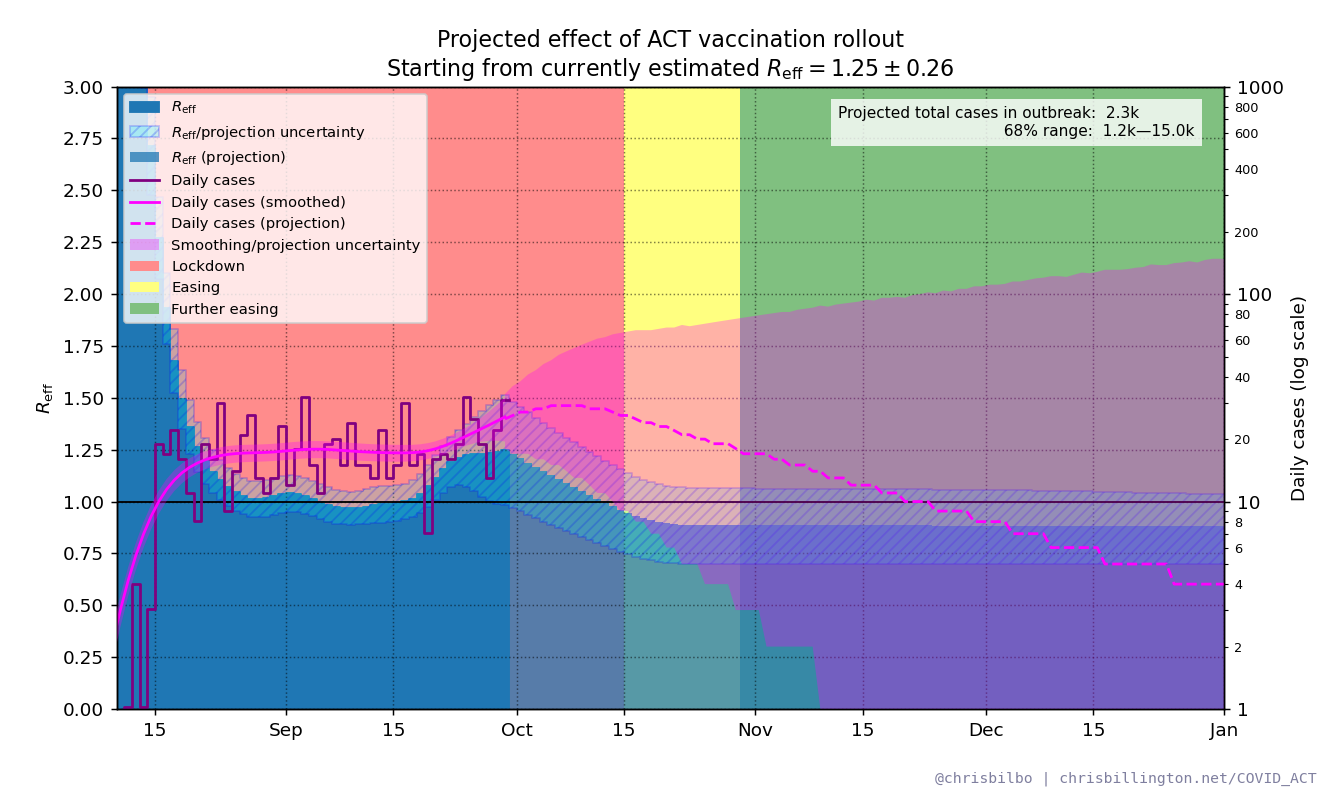 Projected effect of ACT vaccination rollout
Starting from currently estimated Reff = 1.25 ± 0.26
3.00
2.75
2.50
2.25
2.00
1.75
1.50
1.25
1.00
0.75
0.50
0.25
0.00
Reff
Reff
Reff/projection uncertainty
Reff (projection)
Daily cases
Daily cases (smoothed)
Daily cases (projection)
Smoothing/projection uncertainty
Lockdown
Easing
Further easing
Projected total cases in outbreak: 2.3k
68% range: 1.2k—15.0k
1000
800
600
400
200
100
80
60
40
20
10
8
6
4
2
1
Daily cases (log scale)
15 Sep 15 Oct 15 Nov 15 Dec 15 Jan
@chrisbilbo | chrisbillington.net/COVID_ACT